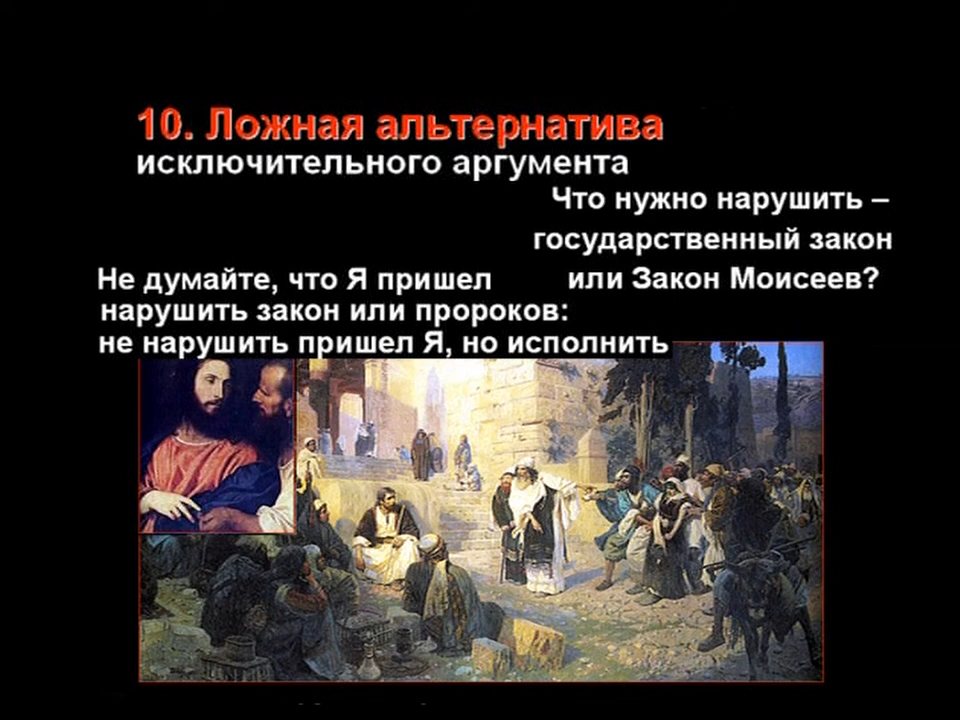 10. Ложная альтернатива
исключительного аргумента
Что нужно нарушить –
государственный закон
или Закон Моисеев?
Не думайте, что Я пришел
нарушить закон или пророков:
не нарушить пришел Я, но исполнить